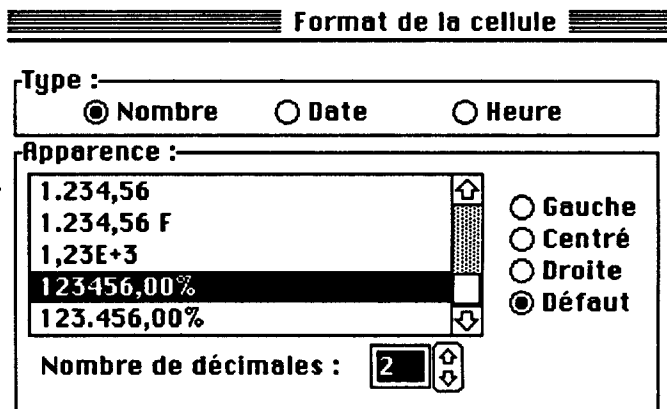 Format de la cellule
Type :
Nombre Date Heure
Apparence :
1.234,56
1.234,56 F
1,23E+3
123456,00%
123.456,00%
Gauche
Centré
Droite
Défaut
Nombre de décimales : 2